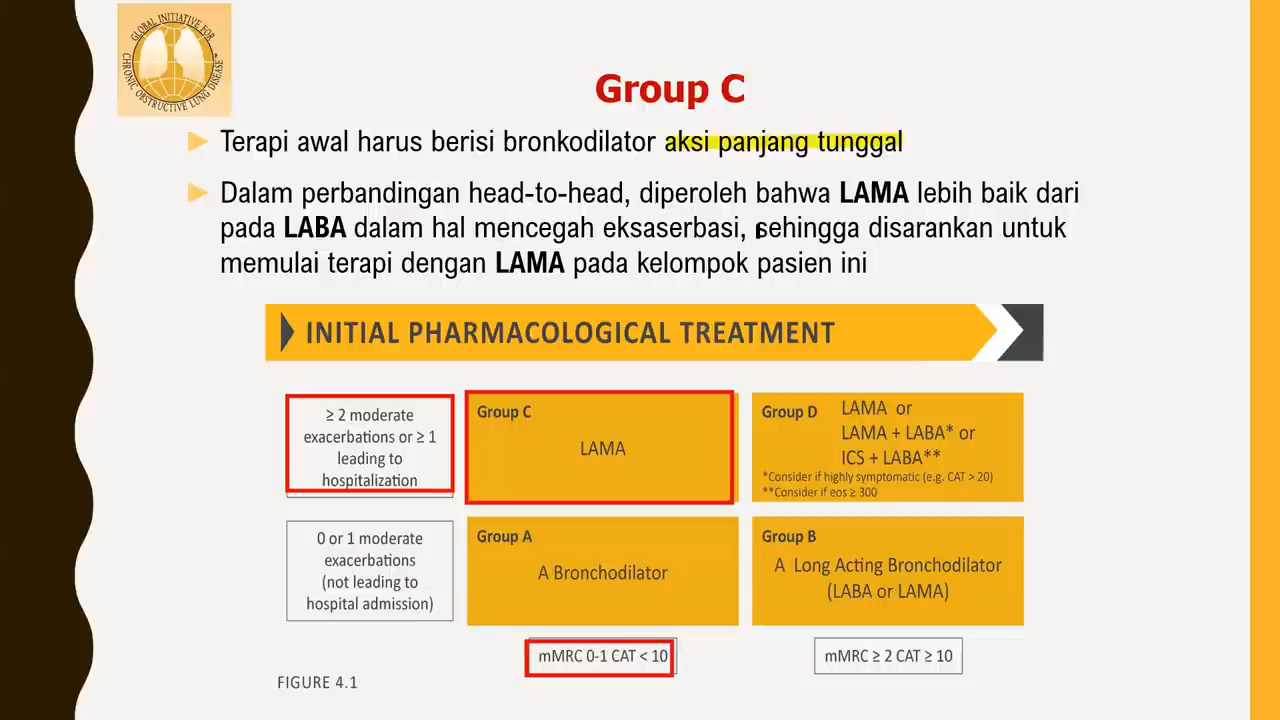 GLOBAL INITIATIVE FOR
CHRONIC OBSTRUCTIVE LUNG DISEASE
Group C
Terapi awal harus berisi bronkodilator aksi panjang tunggal
Dalam perbandingan head-to-head, diperoleh bahwa LAMA lebih baik dari
pada LABA dalam hal mencegah eksaserbasi, sehingga disarankan untuk
memulai terapi dengan LAMA pada kelompok pasien ini
INITIAL PHARMACOLOGICAL TREATMENT
≥ 2 moderate
exacerbations or ≥ 1
leading to
hospitalization
Group C
LAMA
Group D
LAMA or
LAMA + LABA* or
ICS + LABA**
*Consider if highly symptomatic (e.g. CAT > 20)
**Consider if eos ≥ 300
0 or 1 moderate
exacerbations
(not leading to
hospital admission)
Group A
A Bronchodilator
Group B
A Long Acting Bronchodilator
(LABA or LAMA)
mMRC 0-1 CAT < 10
mMRC ≥ 2 CAT ≥ 10
FIGURE 4.1